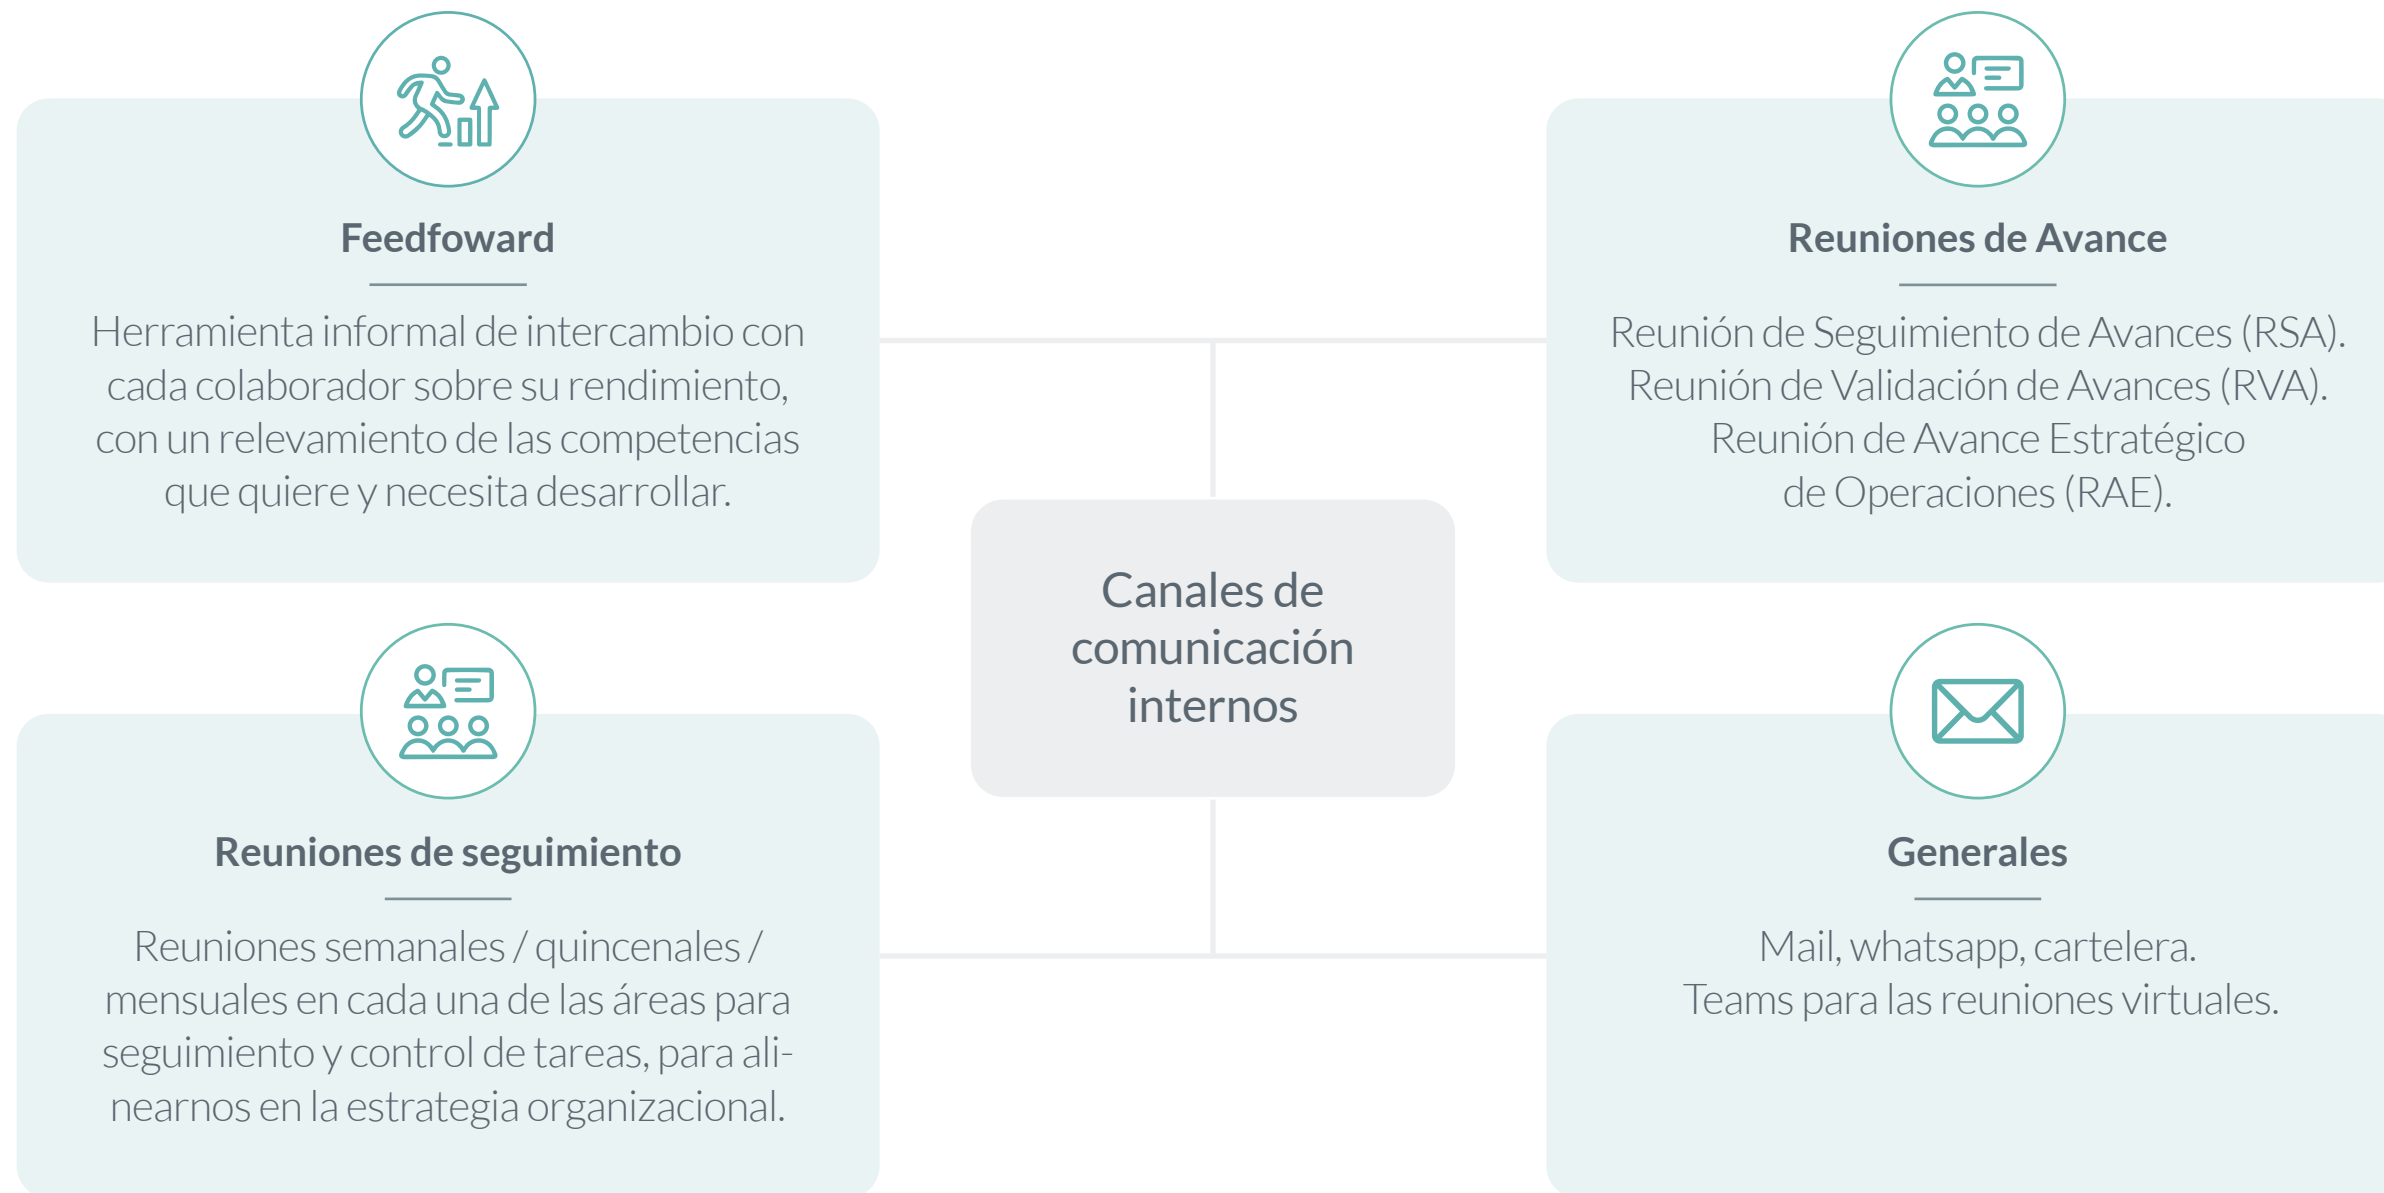 Feedfoward
Herramienta informal de intercambio con
cada colaborador sobre su rendimiento,
con un relevamiento de las competencias
que quiere y necesita desarrollar.
Reuniones de Avance
Reunión de Seguimiento de Avances (RSA).
Reunión de Validación de Avances (RVA).
Reunión de Avance Estratégico
de Operaciones (RAE).
Canales de
comunicación
internos
Reuniones de seguimiento
Reuniones semanales / quincenales /
mensuales en cada una de las áreas para
seguimiento y control de tareas, para ali-
nearnos en la estrategia organizacional.
Generales
Mail, whatsapp, cartelera.
Teams para las reuniones virtuales.